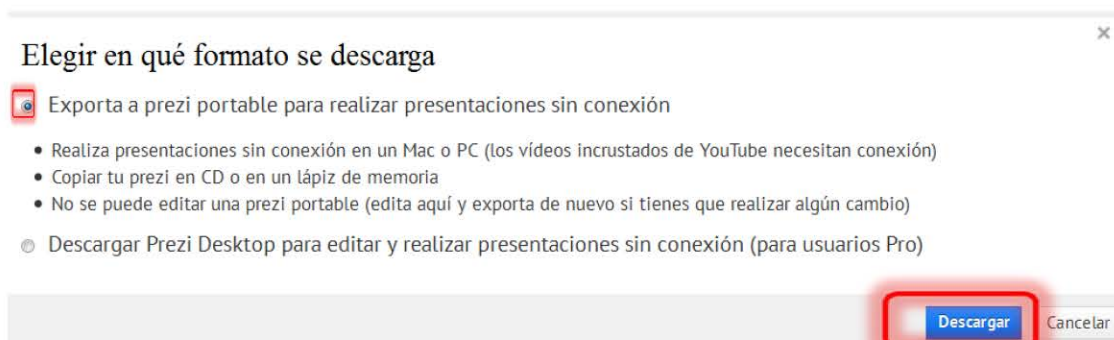 Elegir en qué formato se descarga
Exporta a prezi portable para realizar presentaciones sin conexión
• Realiza presentaciones sin conexión en un Mac o PC (los vídeos incrustados de YouTube necesitan conexión)
• Copiar tu prezi en CD o en un lápiz de memoria
• No se puede editar una prezi portable (edita aquí y exporta de nuevo si tienes que realizar algún cambio)
Descargar Prezi Desktop para editar y realizar presentaciones sin conexión (para usuarios Pro)
Descargar Cancelar